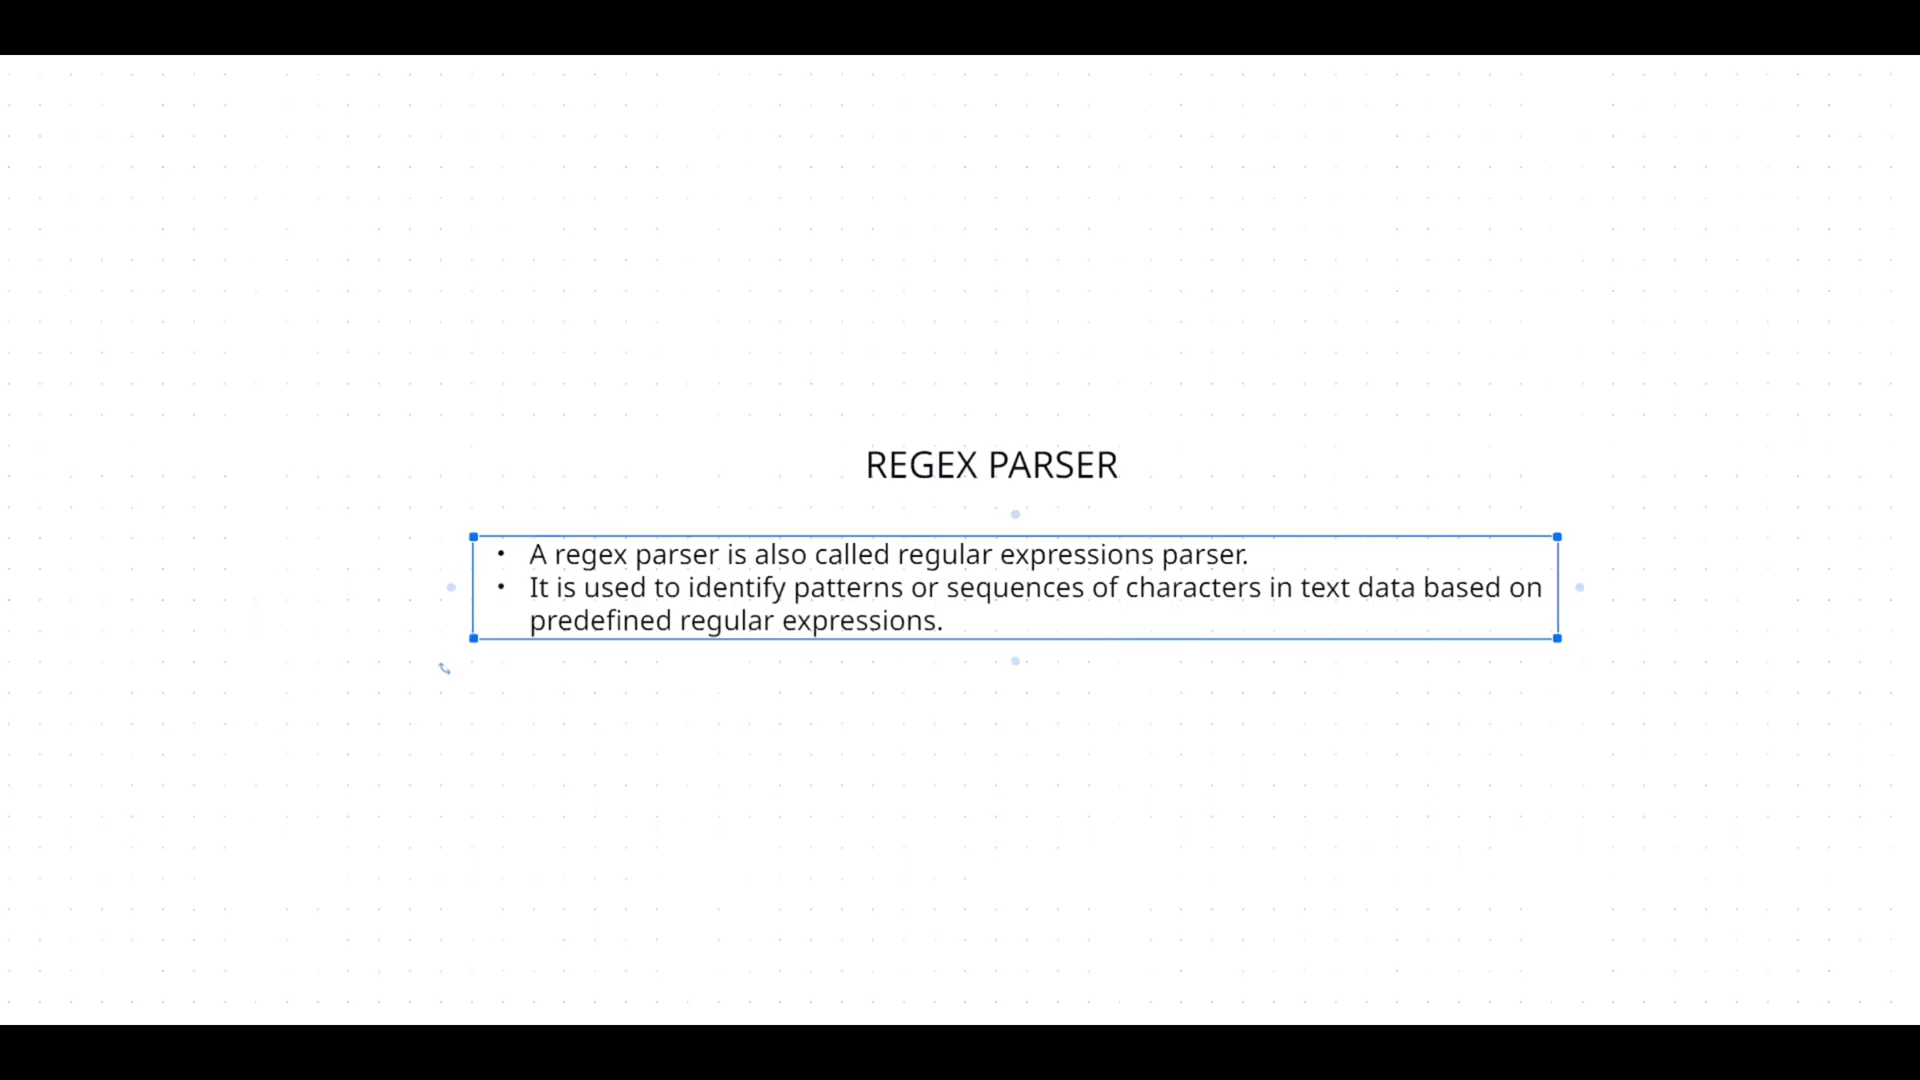 REGEX PARSER
• A regex parser is also called regular expressions parser.
• It is used to identify patterns or sequences of characters in text data based on
predefined regular expressions.